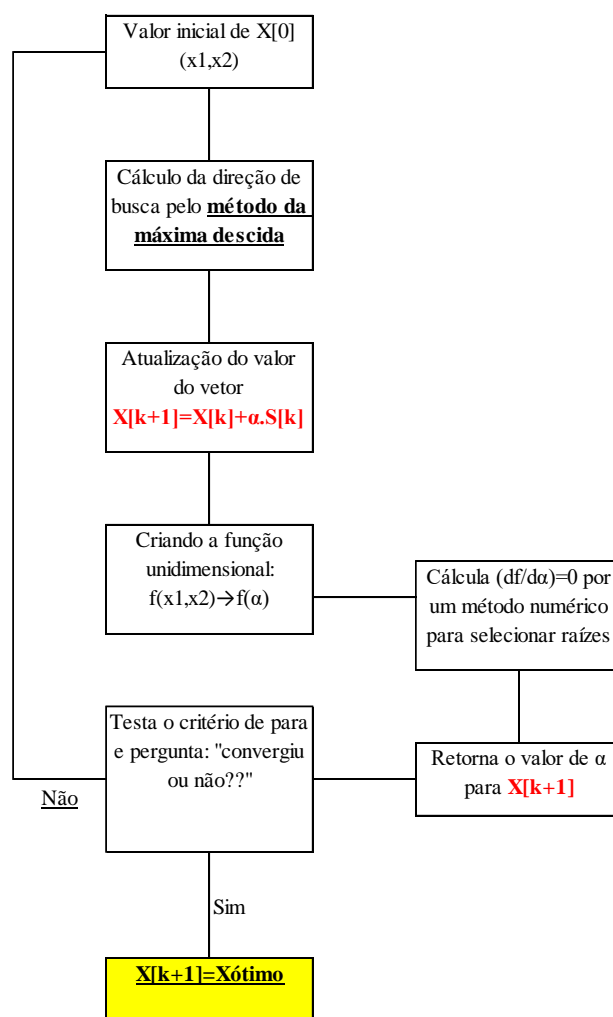 Valor inicial de X[0]
(x1,x2)
Cálculo da direção de
busca pelo método da
máxima descida
Atualização do valor
do vetor
X[k+1]=X[k]+α.S[k]
Criando a função
unidimensional:
f(x1,x2)→f(α)
Cálcula (df/dα)=0 por
um método numérico
para selecionar raízes
Retorna o valor de α
para X[k+1]
Testa o critério de para
e pergunta: "convergiu
ou não??"
Não
Sim
X[k+1]=Xótimo